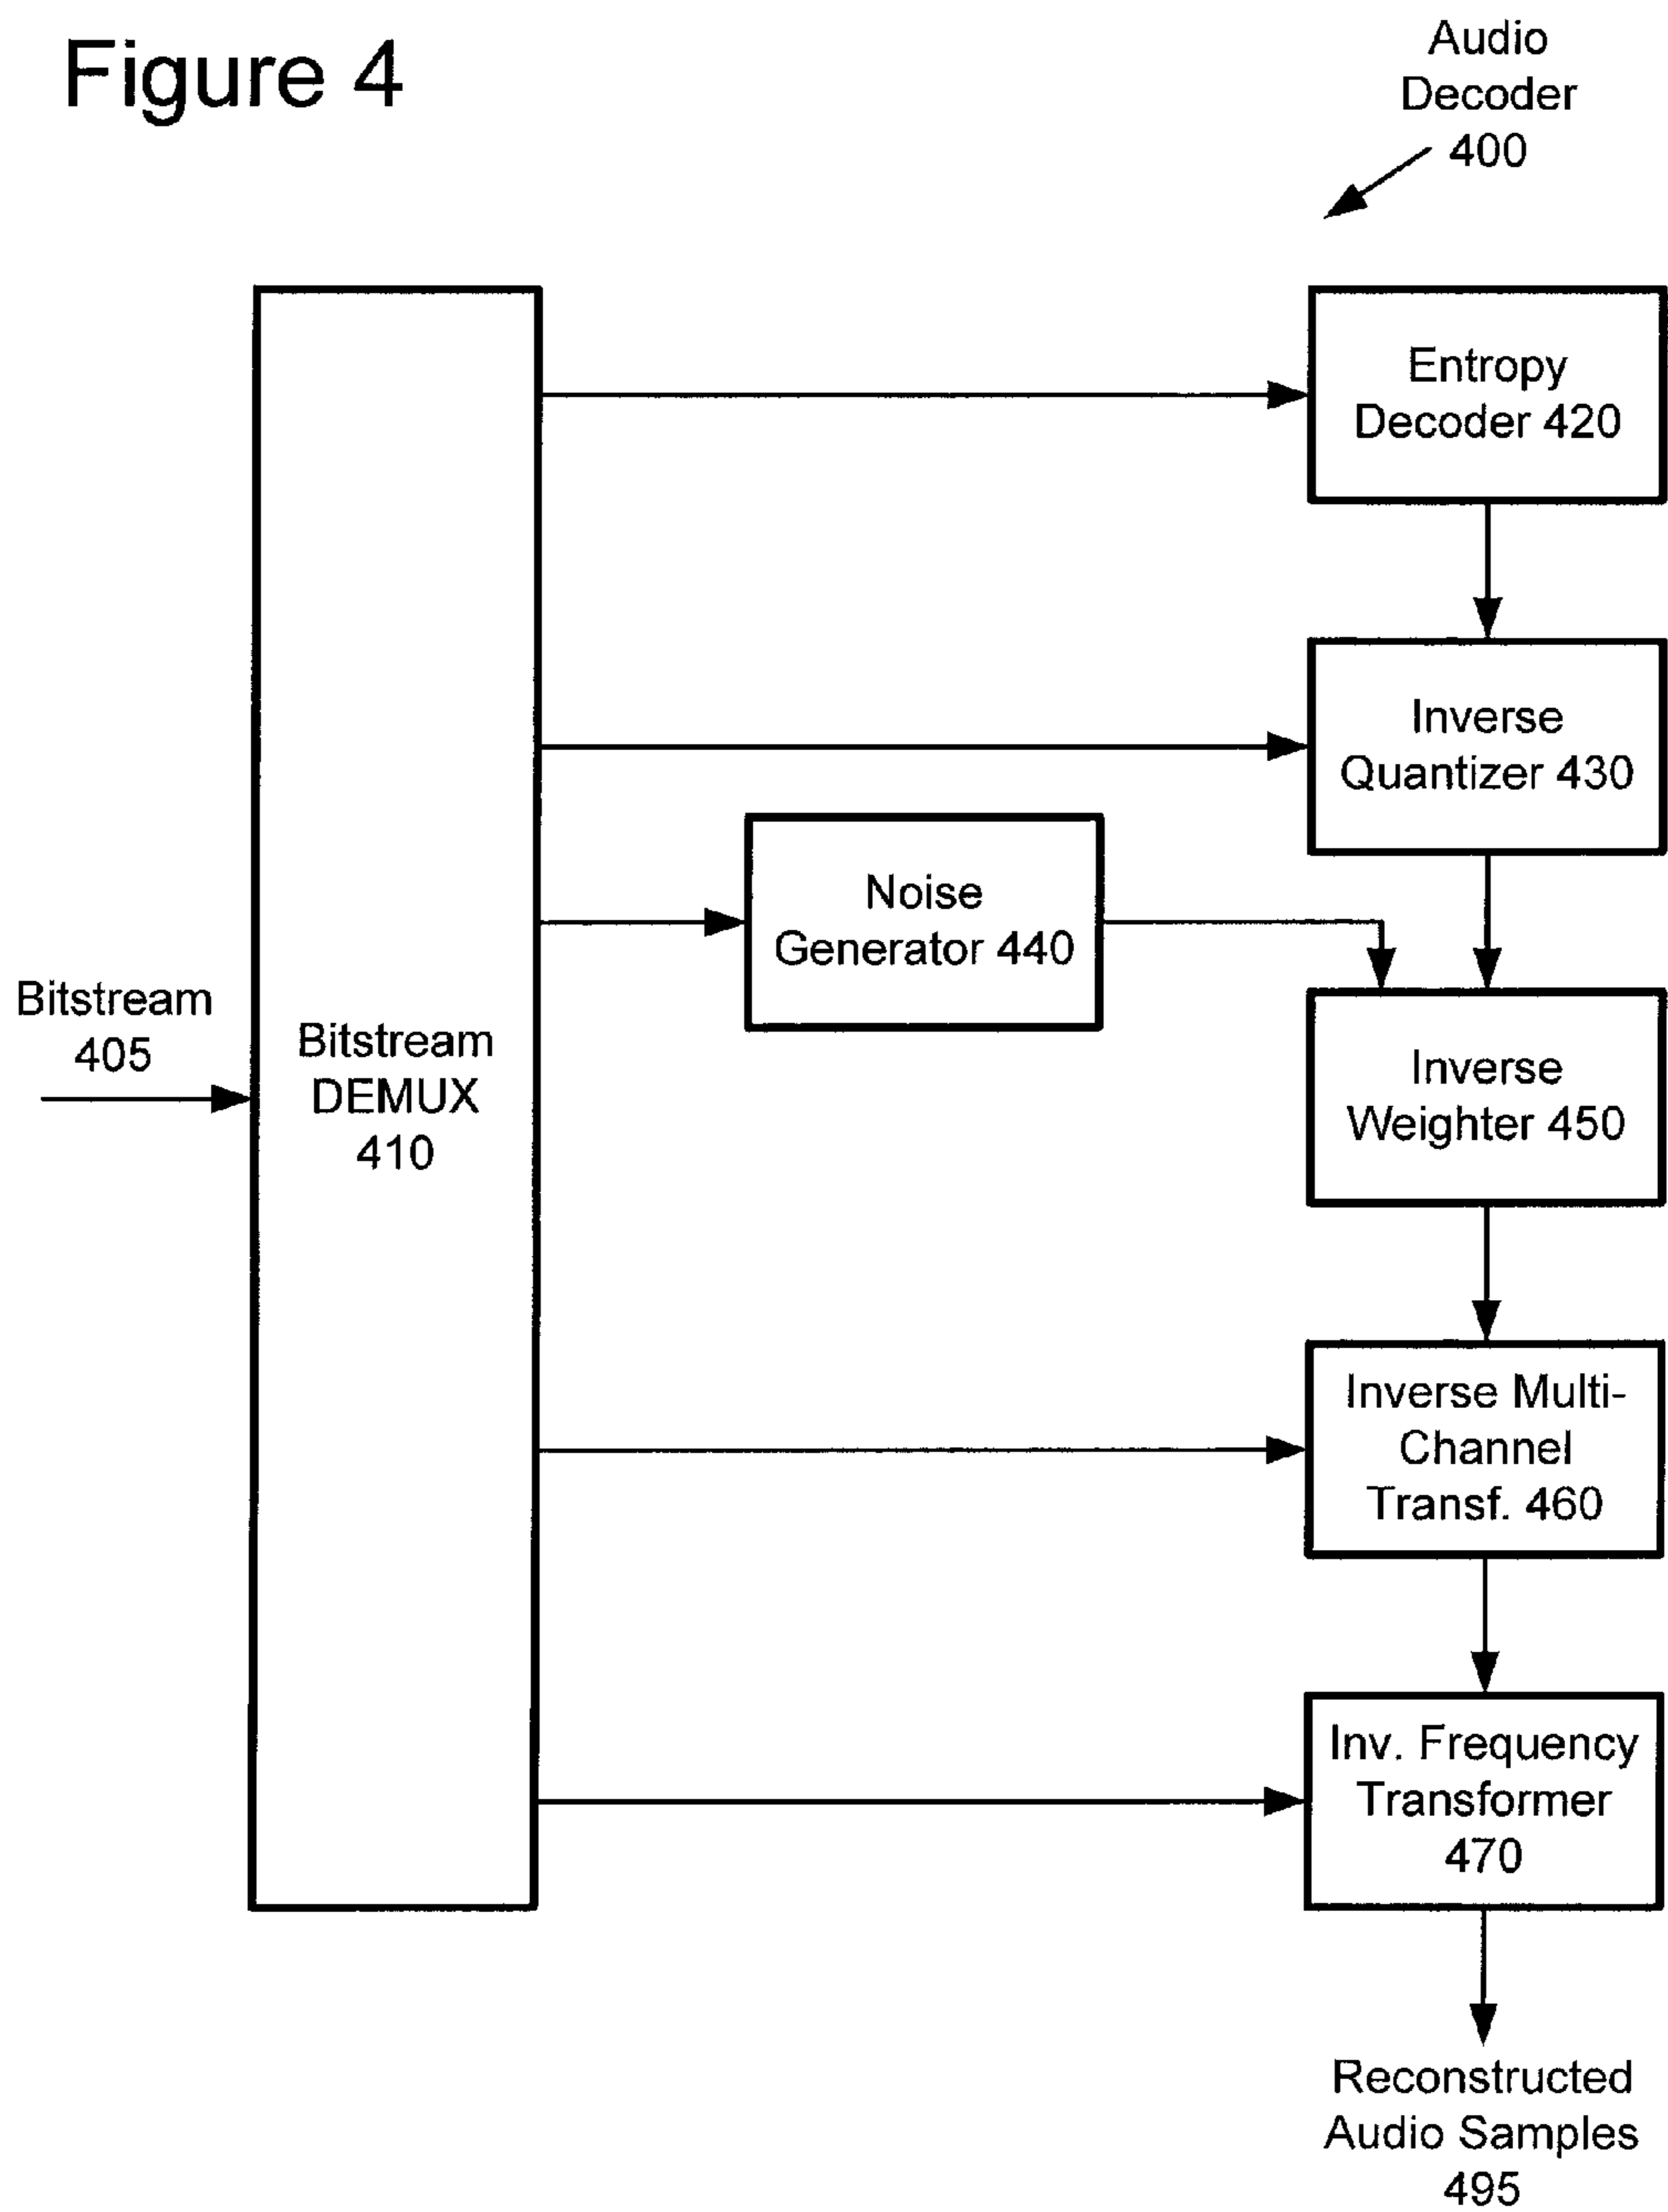 Figure 4
Audio
Decoder
400
Entropy
Decoder 420
Inverse
Quantizer 430
Noise
Generator 440
Bitstream
405
Bitstream
DEMUX
410
Inverse
Weighter 450
Inverse Multi-
Channel
Transf. 460
Inv. Frequency
Transformer
470
Reconstructed
Audio Samples
495